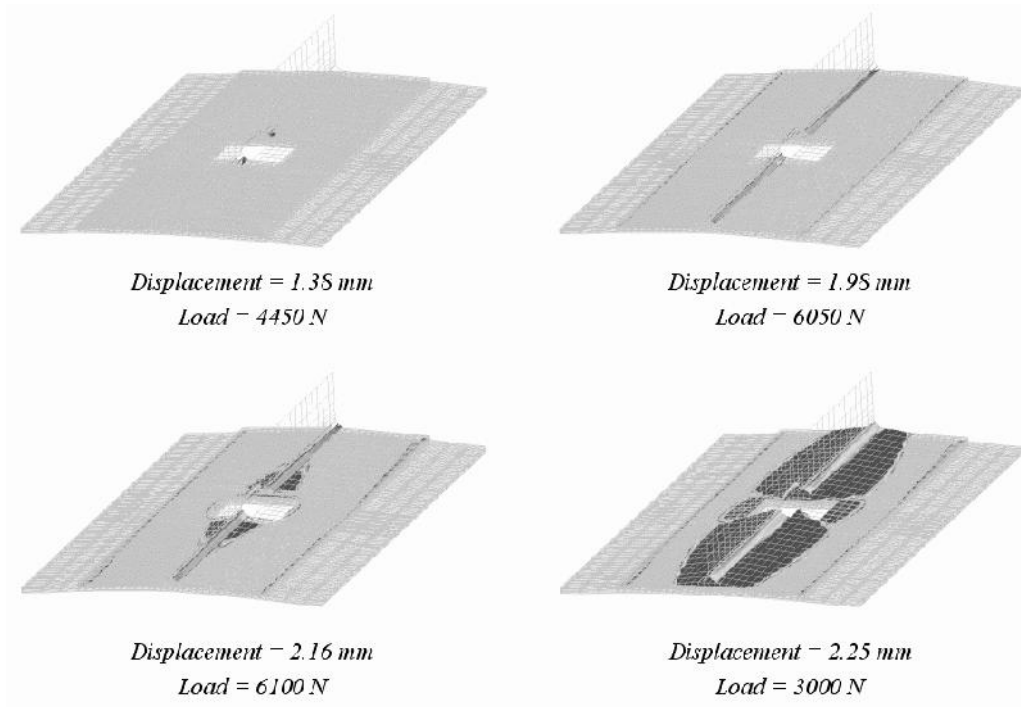 Displacement = 1.38 mm
Load = 4450 N
Displacement = 1.98 mm
Load = 6050 N
Displacement = 2.16 mm
Load = 6100 N
Displacement = 2.25 mm
Load = 3000 N